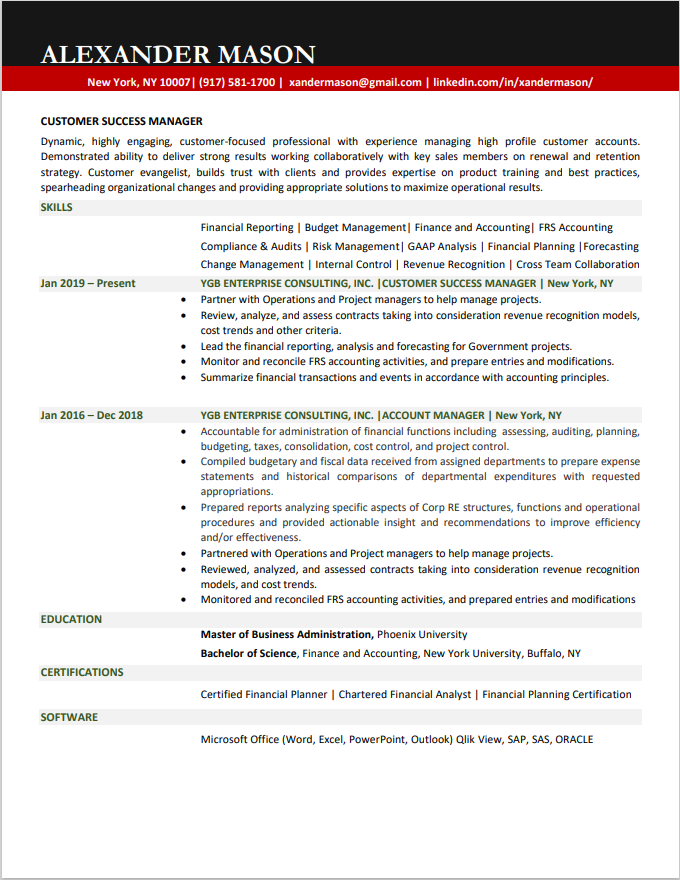 ALEXANDER MASON
New York, NY 10007| (917) 581-1700 | xandermason@gmail.com | linkedin.com/in/xandermason/
CUSTOMER SUCCESS MANAGER
Dynamic, highly engaging, customer-focused professional with experience managing high profile customer accounts.
Demonstrated ability to deliver strong results working collaboratively with key sales members on renewal and retention
strategy. Customer evangelist, builds trust with clients and provides expertise on product training and best practices,
spearheading organizational changes and providing appropriate solutions to maximize operational results.
SKILLS
Financial Reporting | Budget Management| Finance and Accounting| FRS Accounting
Compliance & Audits | Risk Management| GAAP Analysis | Financial Planning |Forecasting
Change Management | Internal Control | Revenue Recognition | Cross Team Collaboration
Jan 2019 – Present YGB ENTERPRISE CONSULTING, INC. |CUSTOMER SUCCESS MANAGER | New York, NY
• Partner with Operations and Project managers to help manage projects.
• Review, analyze, and assess contracts taking into consideration revenue recognition models,
cost trends and other criteria.
• Lead the financial reporting, analysis and forecasting for Government projects.
• Monitor and reconcile FRS accounting activities, and prepare entries and modifications.
• Summarize financial transactions and events in accordance with accounting principles.
Jan 2016 – Dec 2018 YGB ENTERPRISE CONSULTING, INC. |ACCOUNT MANAGER | New York, NY
• Accountable for administration of financial functions including assessing, auditing, planning,
budgeting, taxes, consolidation, cost control, and project control.
• Compiled budgetary and fiscal data received from assigned departments to prepare expense
statements and historical comparisons of departmental expenditures with requested
appropriations.
• Prepared reports analyzing specific aspects of Corp RE structures, functions and operational
procedures and provided actionable insight and recommendations to improve efficiency
and/or effectiveness.
• Partnered with Operations and Project managers to help manage projects.
• Reviewed, analyzed, and assessed contracts taking into consideration revenue recognition
models, and cost trends.
• Monitored and reconciled FRS accounting activities, and prepared entries and modifications
EDUCATION
Master of Business Administration, Phoenix University
Bachelor of Science, Finance and Accounting, New York University, Buffalo, NY
CERTIFICATIONS
Certified Financial Planner | Chartered Financial Analyst | Financial Planning Certification
SOFTWARE
Microsoft Office (Word, Excel, PowerPoint, Outlook) Qlik View, SAP, SAS, ORACLE